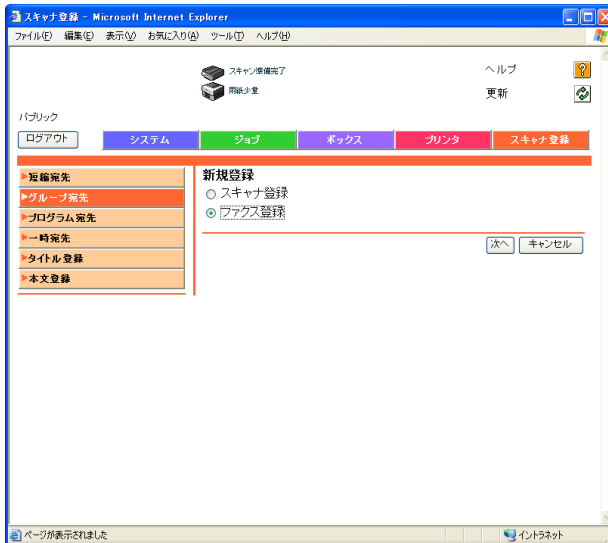 スキャナ登録 - Microsoft Internet Explorer
ファイル(F) 編集(E) 表示(V) お気に入り(A) ツール(T) ヘルプ(H)
スキャン準備完了 ヘルプ
用紙少量 更新
パブリック
ログアウト システム ジョブ ボックス プリンタ スキャナ登録
短縮宛先
グループ宛先
プログラム宛先
一時宛先
タイトル登録
本文登録
新規登録
スキャナ登録
ファクス登録
次へ キャンセル
ページが表示されました イントラネット